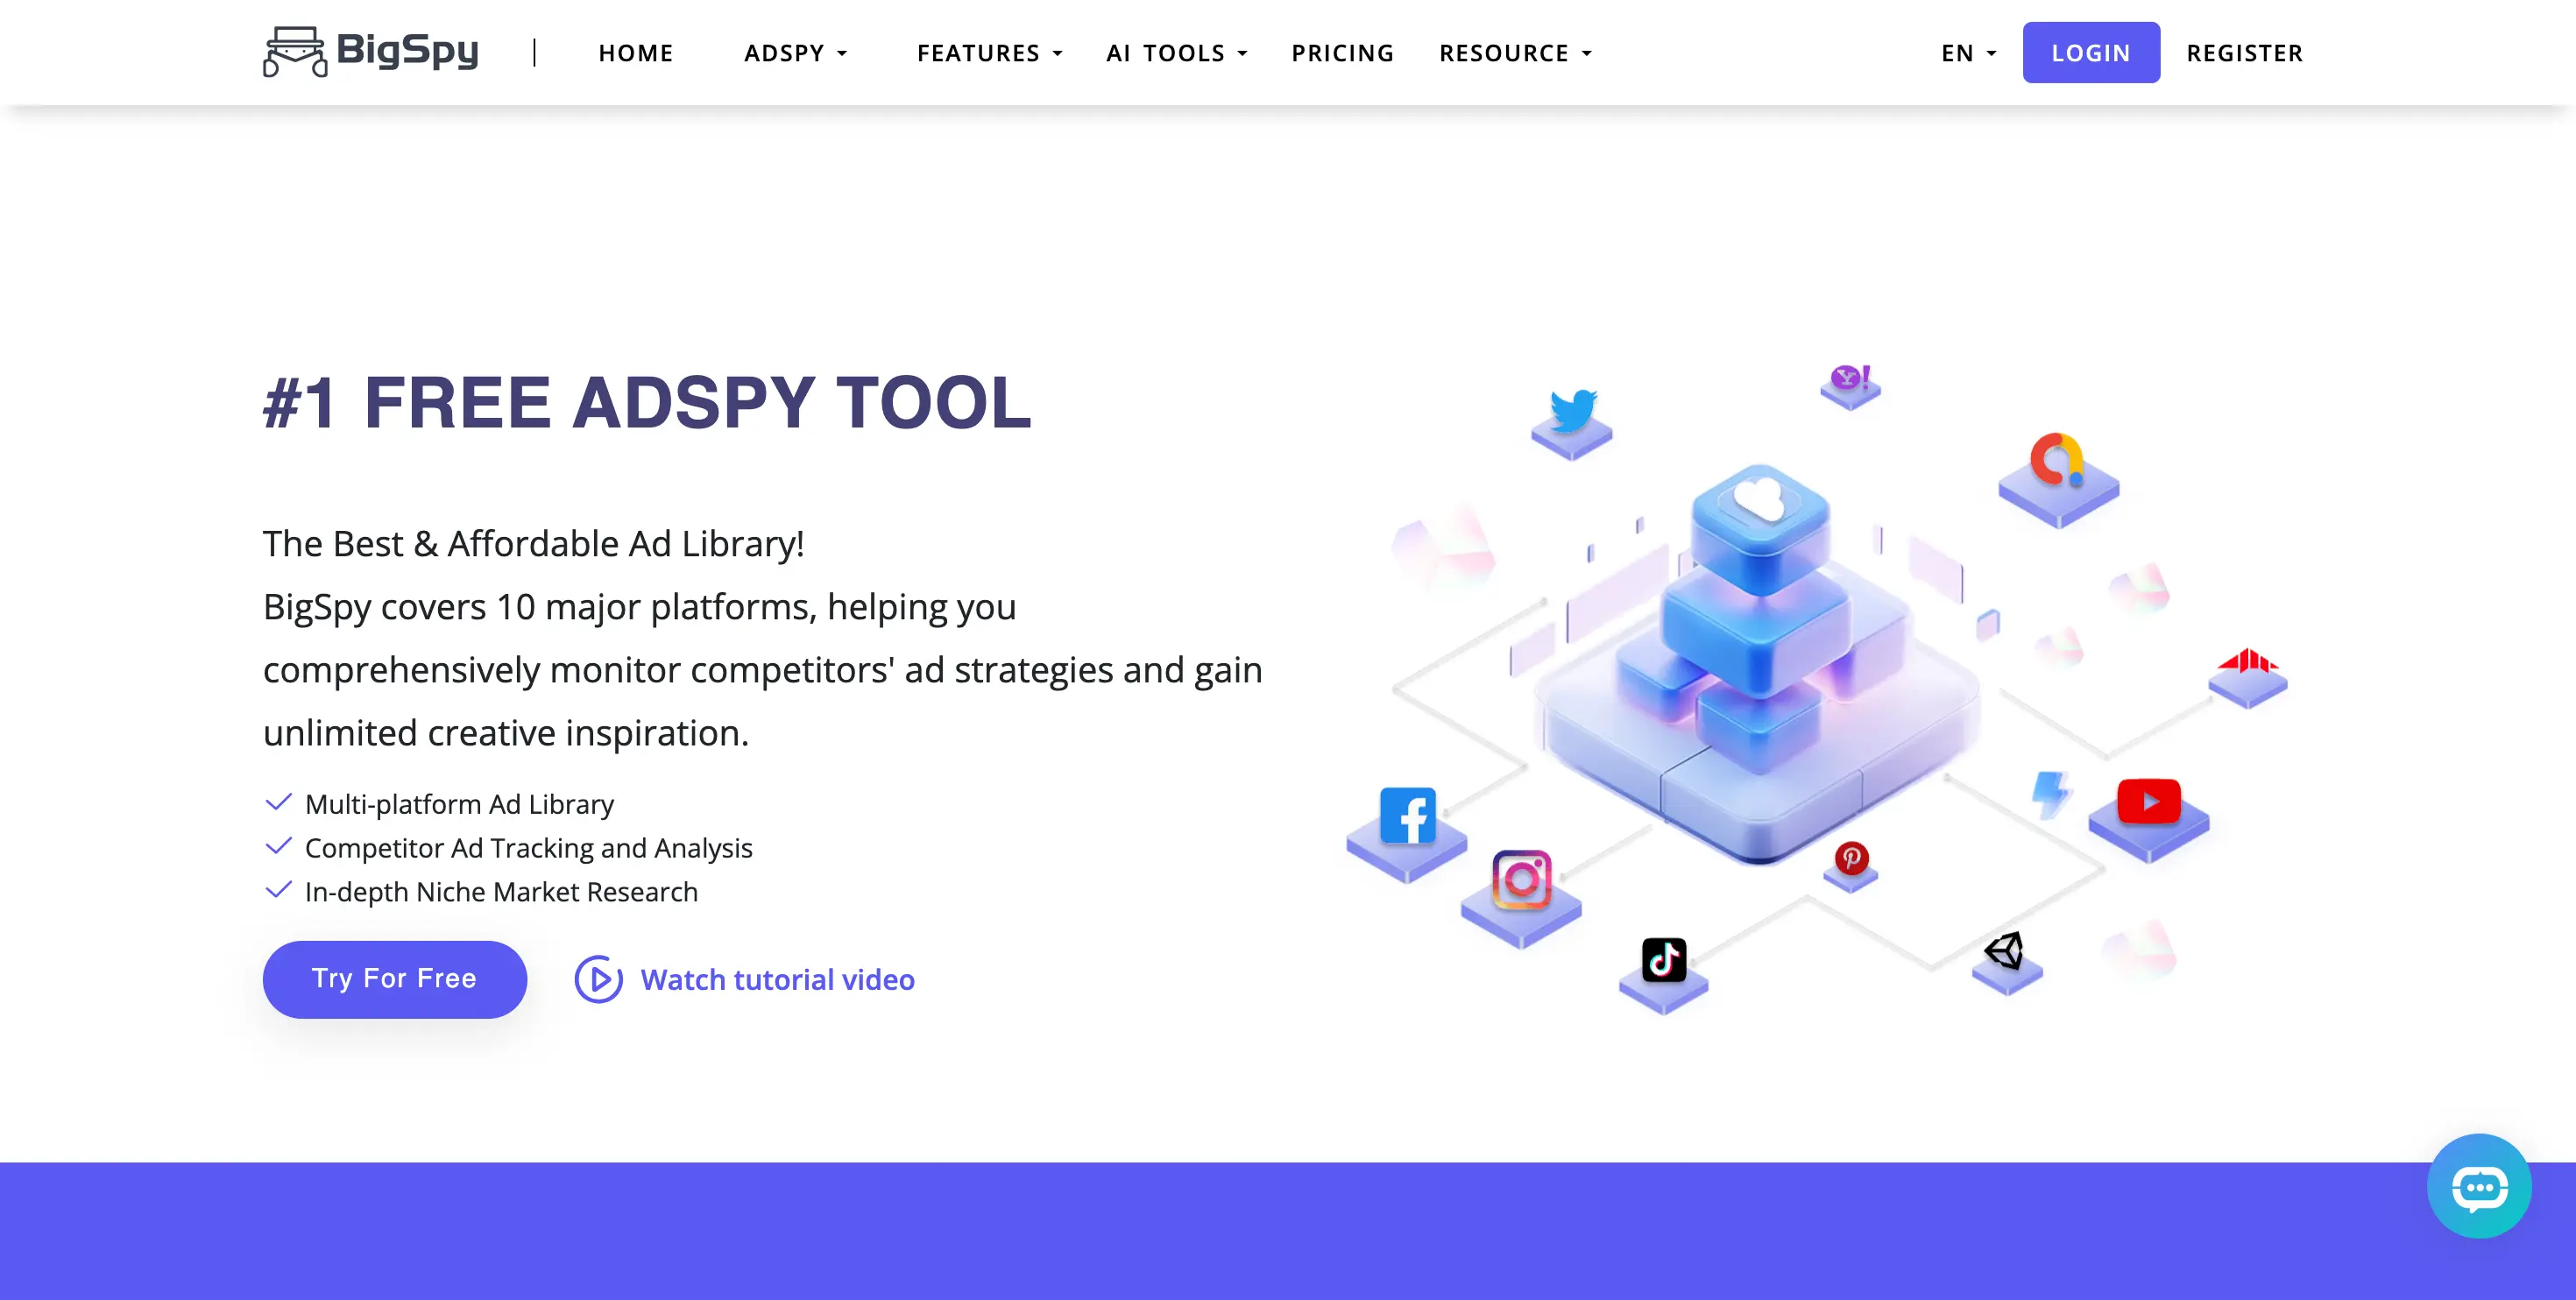 BigSpy
HOME
ADSPY
FEATURES
AI TOOLS
PRICING
RESOURCE
EN
LOGIN
REGISTER
#1 FREE ADSPY TOOL
The Best & Affordable Ad Library!
BigSpy covers 10 major platforms, helping you
comprehensively monitor competitors' ad strategies and gain
unlimited creative inspiration.
Multi-platform Ad Library
Competitor Ad Tracking and Analysis
In-depth Niche Market Research
Try For Free
Watch tutorial video